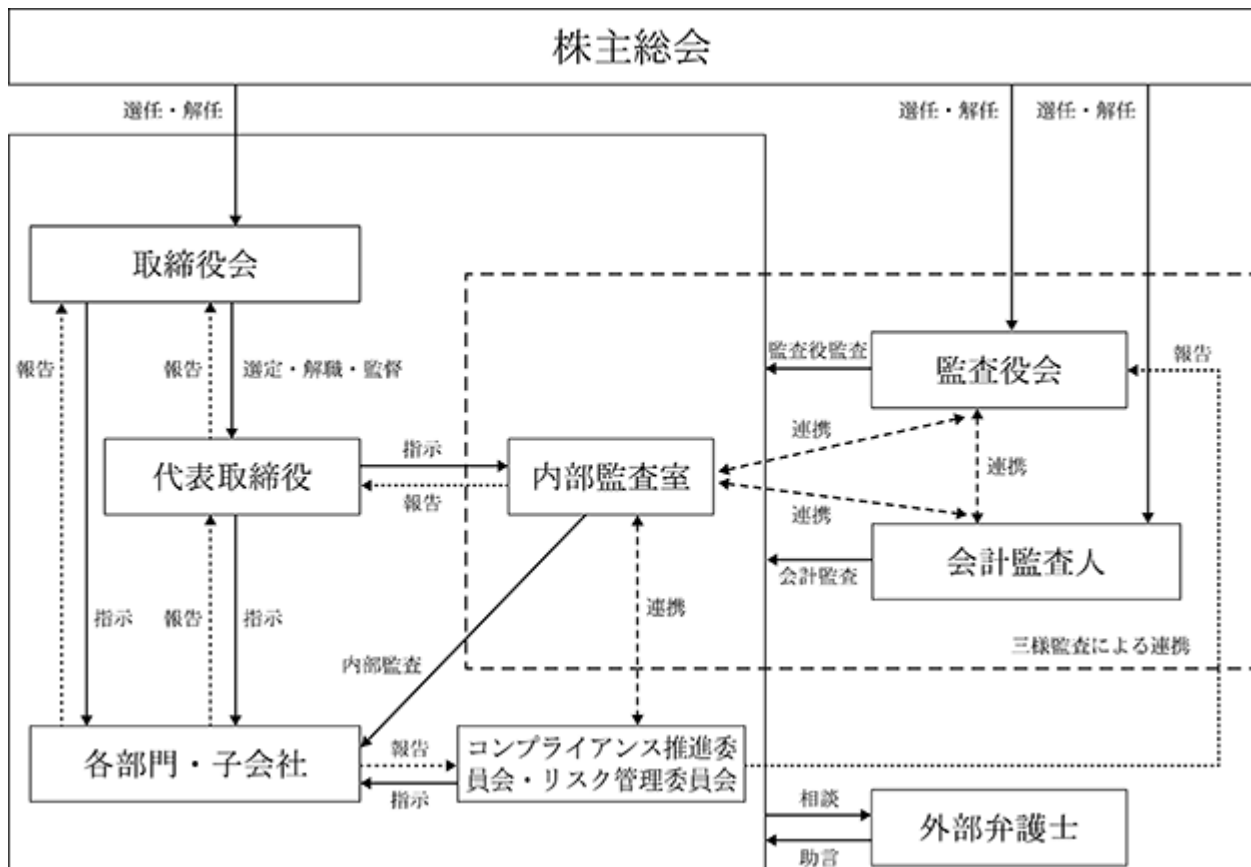 株主総会
選任・解任
選任・解任
選任・解任
取締役会
報告
報告
選定・解職・監督
監査役監査
監査役会
報告
連携
連携
代表取締役
指示
報告
内部監査室
連携
会計監査人
会計監査
指示
報告
指示
連携
三様監査による連携
内部監査
各部門・子会社
報告
指示
コンプライアンス推進委
員会・リスク管理委員会
相談
助言
外部弁護士